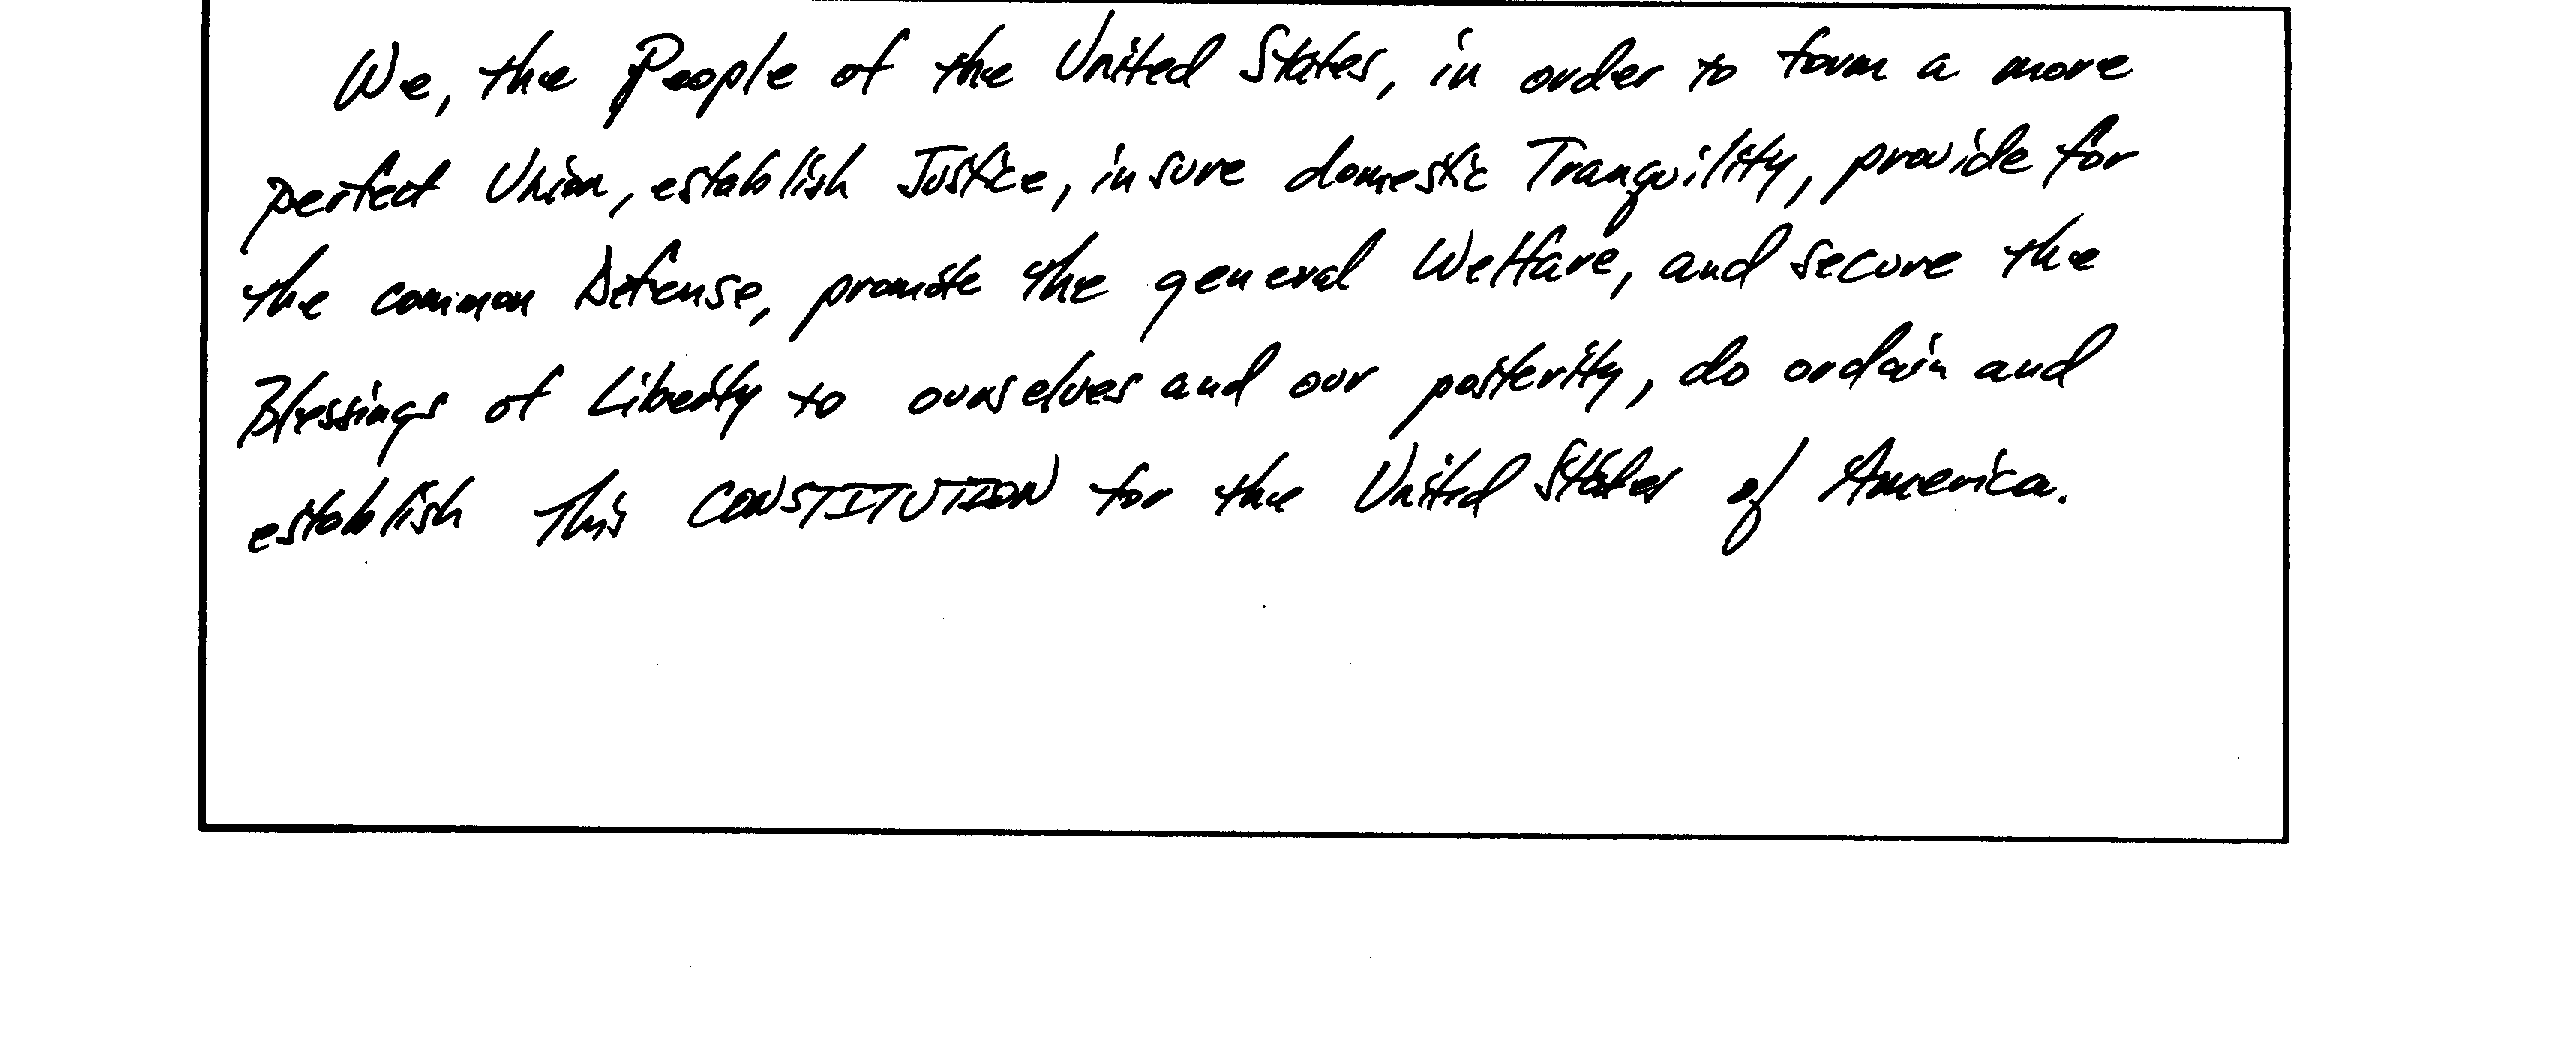 We, the People of the United States, in order to form a more
perfect Union, establish Justice, insure domestic Tranquility, provide for
the common Defense, promote the general Welfare, and secure the
Blessings of Liberty to ourselves and our posterity, do ordain and
establish this CONSTITUTION for the United States of America.